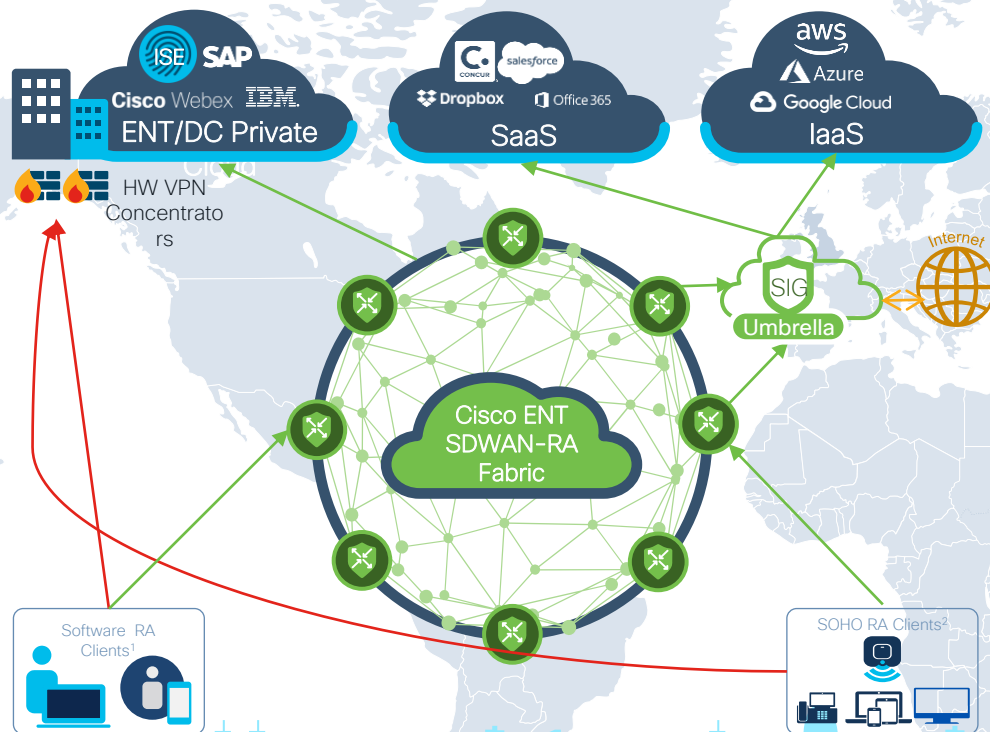 ISE
SAP
Cisco Webex
IBM.
ENT/DC Private
Cloud
HW VPN
Concentrato
rs
C.
CONCUR
salesforce
Dropbox
Office 365
SaaS
aws
Azure
Google Cloud
IaaS
Internet
SIG
Umbrella
Cisco ENT
SDWAN-RA
Fabric
Software RA
Clients1
SOHO RA Clients2